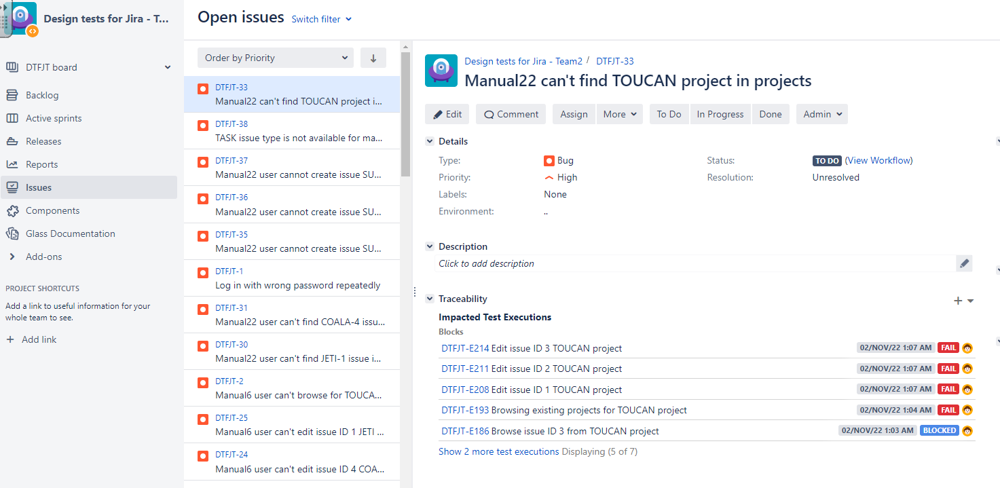 Design tests for Jira - T...
DTFJT board
Backlog
Active sprints
Releases
Reports
Issues
Components
Glass Documentation
Add-ons
PROJECT SHORTCUTS
Add a link to useful information for your
whole team to see.
+ Add link
Open issues Switch filter
Order by Priority
DTFJT-33
Manual22 can't find TOUCAN project i...
DTFJT-38
TASK issue type is not available for ma...
DTFJT-37
Manual22 user cannot create issue SU...
DTFJT-36
Manual22 user cannot create issue SU...
DTFJT-35
Manual22 user cannot create issue SU...
DTFJT-1
Log in with wrong password repeatedly
DTFJT-31
Manual22 user can't find COALA-4 issu...
DTFJT-30
Manual22 user can't find JETI-1 issue i...
DTFJT-2
Manual6 user can't browse for TOUCA...
DTFJT-25
Manual6 user can't edit issue ID 1 JETI ...
DTFJT-24
Manual6 user can't edit issue ID 4 COA...
Design tests for Jira - Team2 / DTFJT-33
Manual22 can't find TOUCAN project in projects
Edit Comment Assign More To Do In Progress Done Admin
Details
Type: Bug Status: TO DO (View Workflow)
Priority: High Resolution: Unresolved
Labels: None
Environment: ..
Description
Click to add description
Traceability
Impacted Test Executions
Blocks
DTFJT-E214 Edit issue ID 3 TOUCAN project 02/NOV/22 1:07 AM FAIL
DTFJT-E211 Edit issue ID 2 TOUCAN project 02/NOV/22 1:07 AM FAIL
DTFJT-E208 Edit issue ID 1 TOUCAN project 02/NOV/22 1:07 AM FAIL
DTFJT-E193 Browsing existing projects for TOUCAN project 02/NOV/22 1:04 AM FAIL
DTFJT-E186 Browse issue ID 3 from TOUCAN project 02/NOV/22 1:03 AM BLOCKED
Show 2 more test executions Displaying (5 of 7)